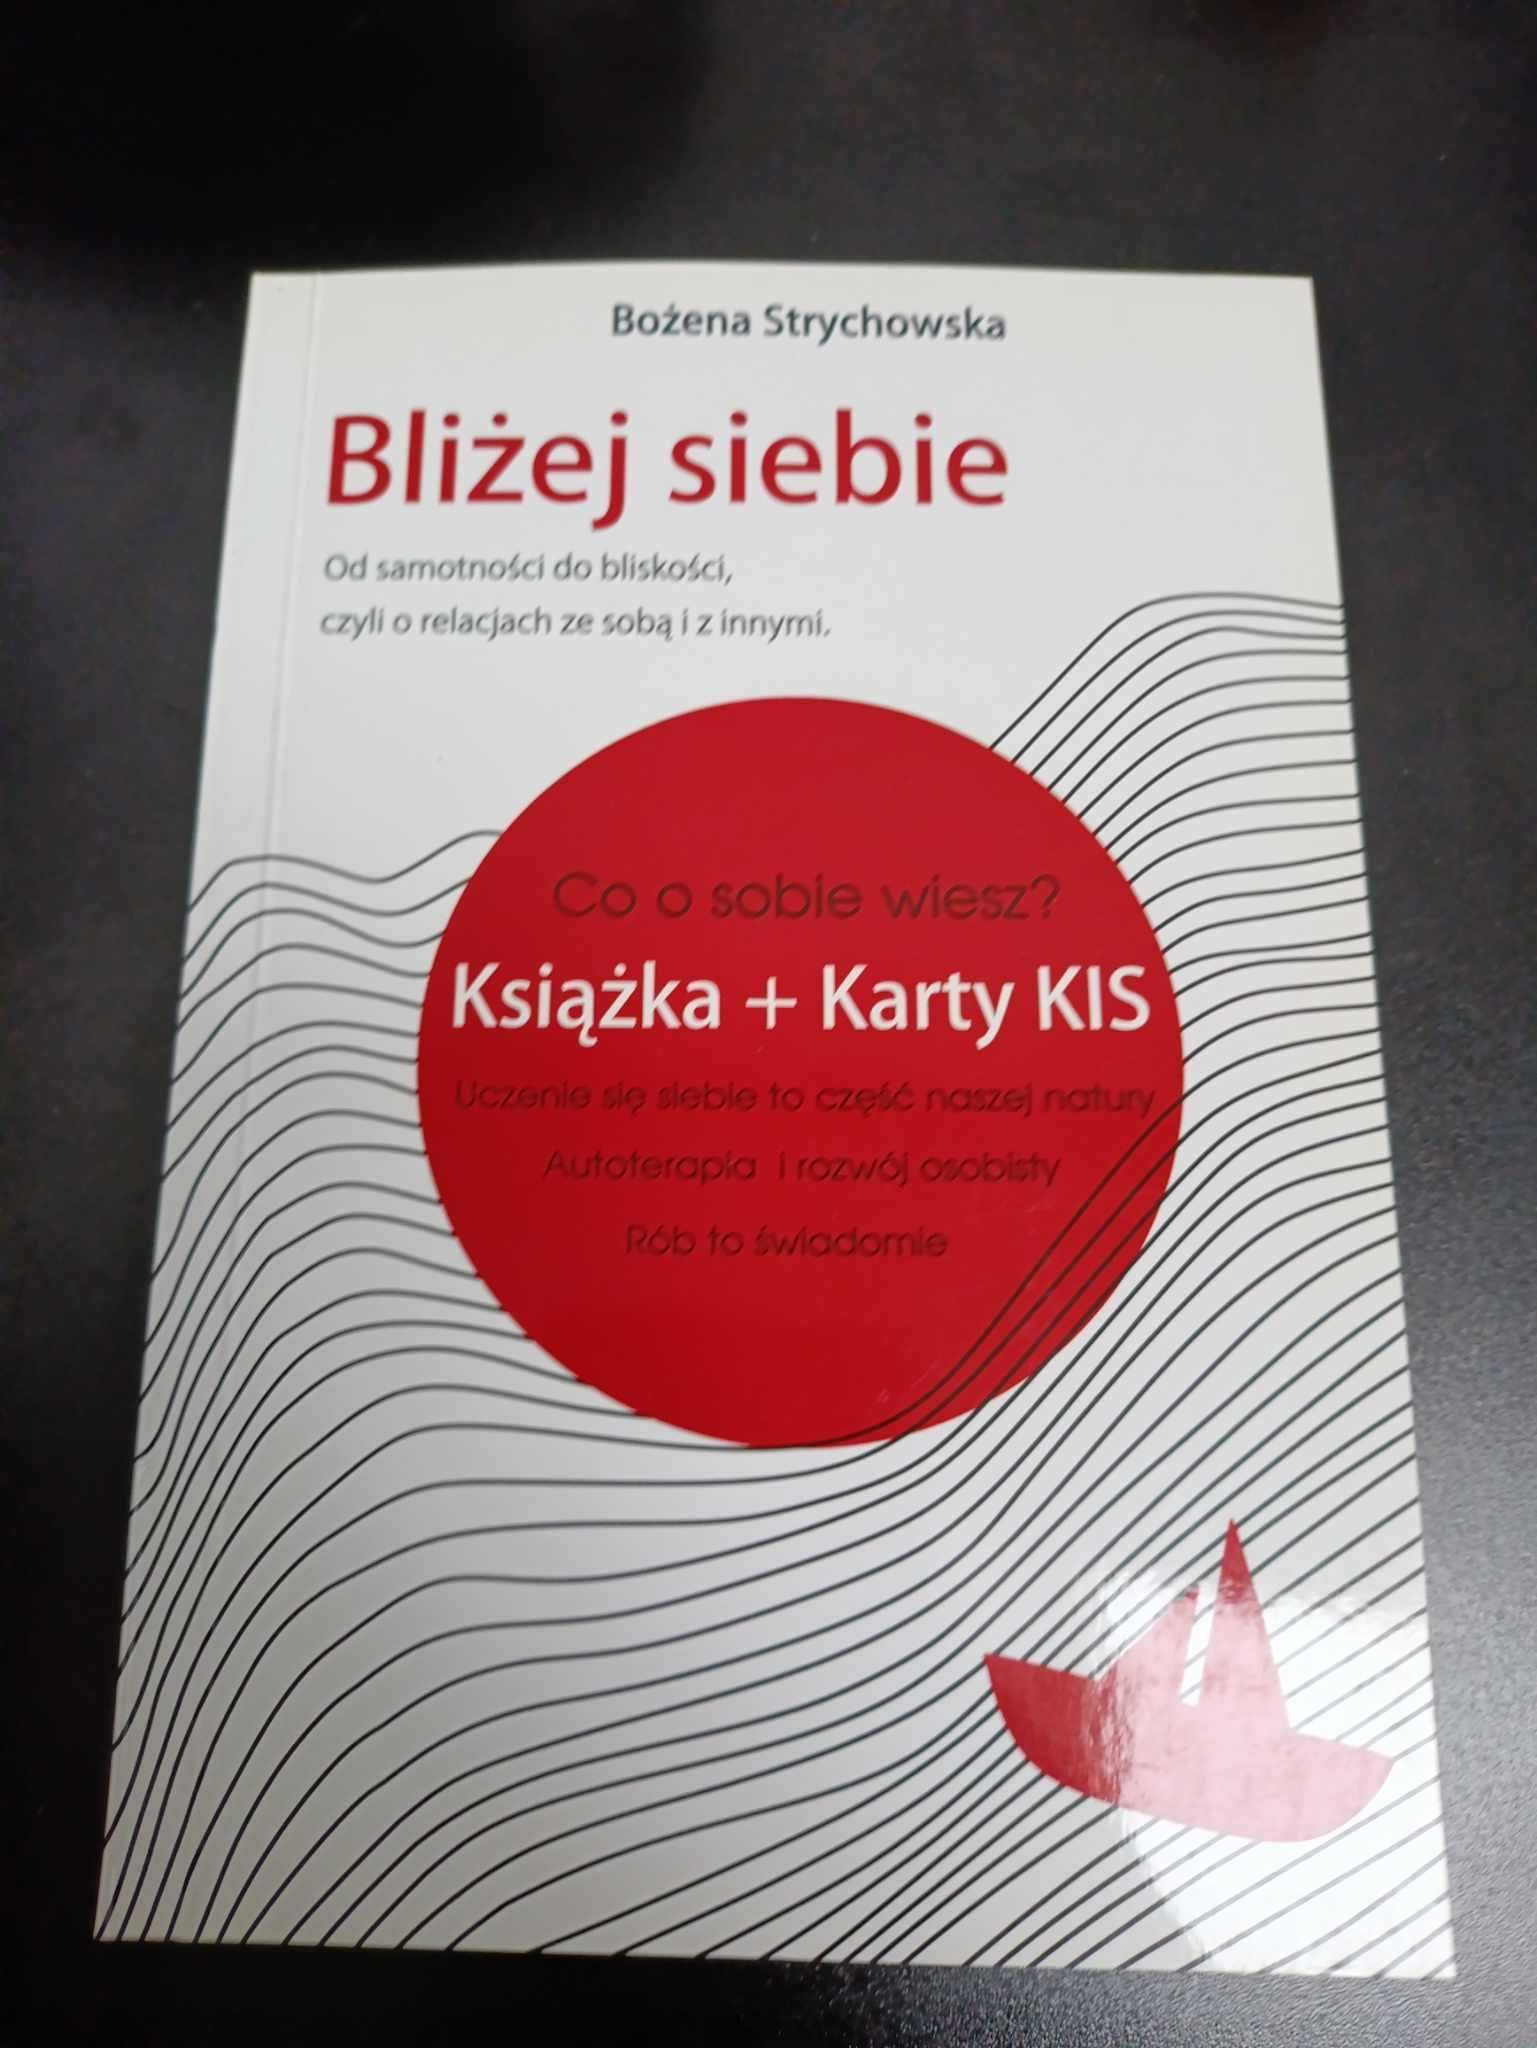 Bożena Strychowska
Bliżej siebie
Od samotności do bliskości,
czyli o relacjach ze sobą i z innymi.
Co o sobie wiesz?
Książka + Karty KIS
Uczenie się siebie to część naszej natury
Autoterapia i rozwój osobisty
Rób to świadomie